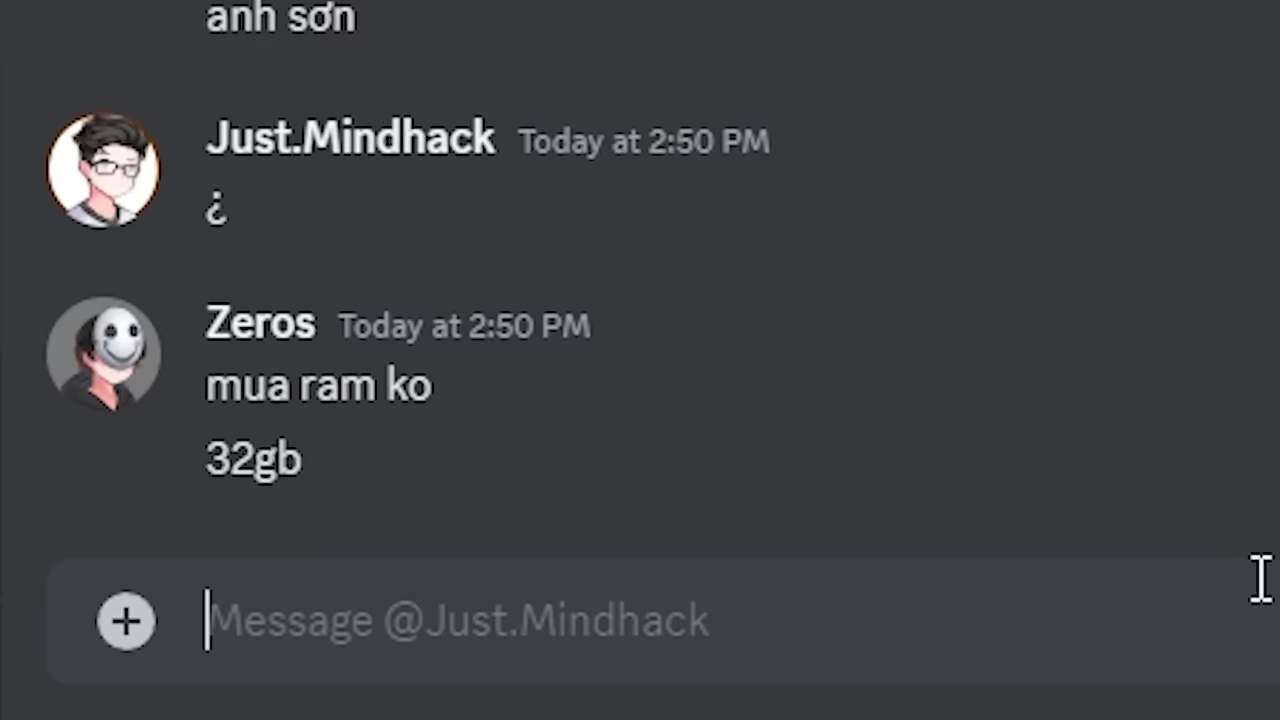 anh sơn
Just.Mindhack Today at 2:50 PM
¿
Zeros Today at 2:50 PM
mua ram ko
32gb
Message @Just.Mindhack